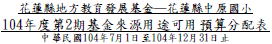 花蓮縣地方教育發展基金—花蓮縣中原國小
104年度第2期基金來源用途可用預算分配表
中華民國104年7月1日至104年12月31日止